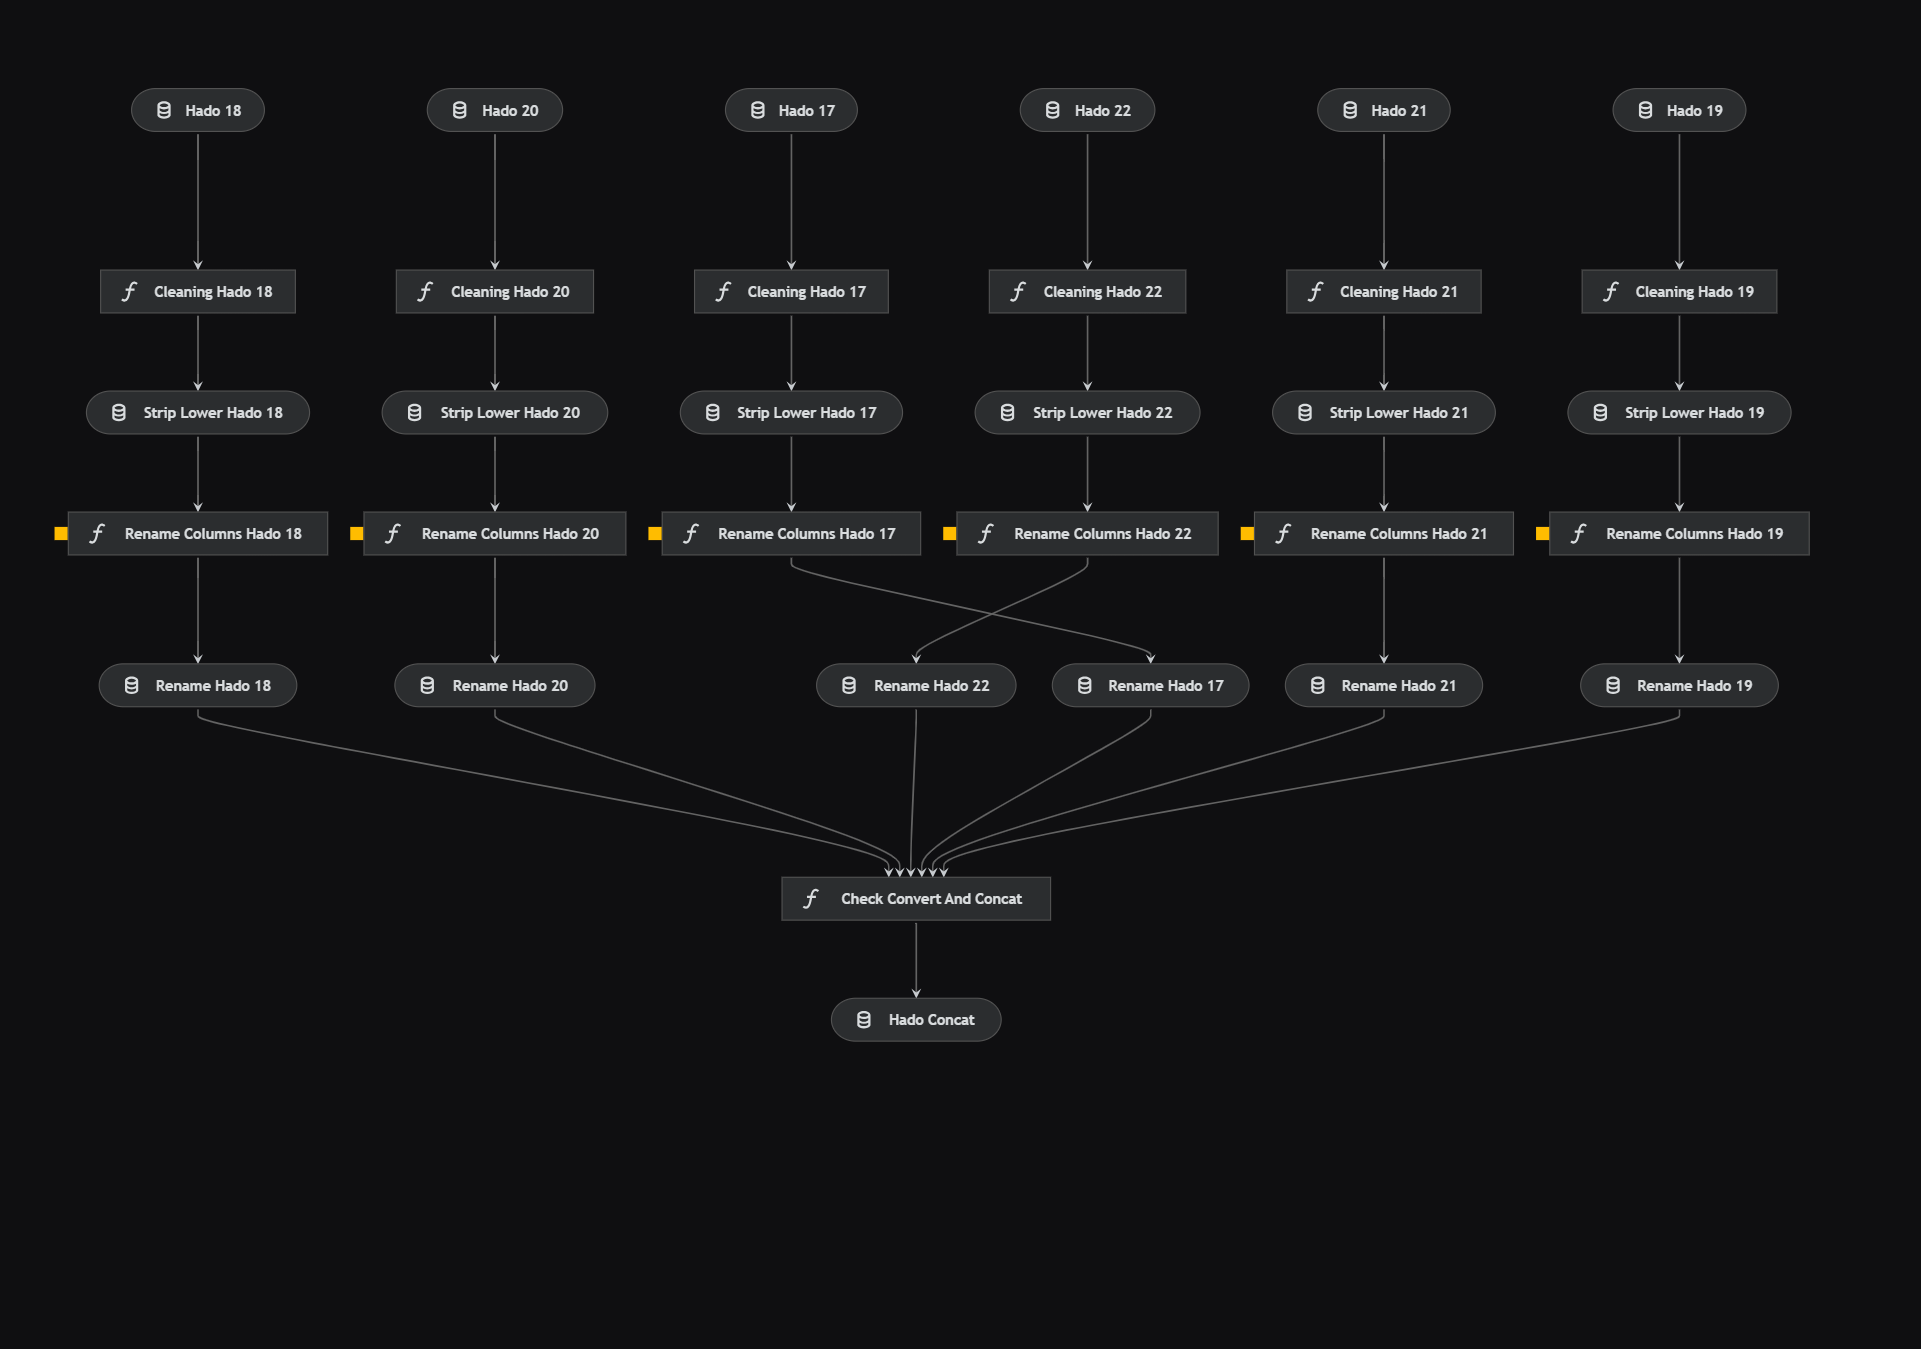 Hado 18
Hado 20
Hado 17
Hado 22
Hado 21
Hado 19
Cleaning Hado 18
Cleaning Hado 20
Cleaning Hado 17
Cleaning Hado 22
Cleaning Hado 21
Cleaning Hado 19
Strip Lower Hado 18
Strip Lower Hado 20
Strip Lower Hado 17
Strip Lower Hado 22
Strip Lower Hado 21
Strip Lower Hado 19
Rename Columns Hado 18
Rename Columns Hado 20
Rename Columns Hado 17
Rename Columns Hado 22
Rename Columns Hado 21
Rename Columns Hado 19
Rename Hado 18
Rename Hado 20
Rename Hado 22
Rename Hado 17
Rename Hado 21
Rename Hado 19
Check Convert And Concat
Hado Concat